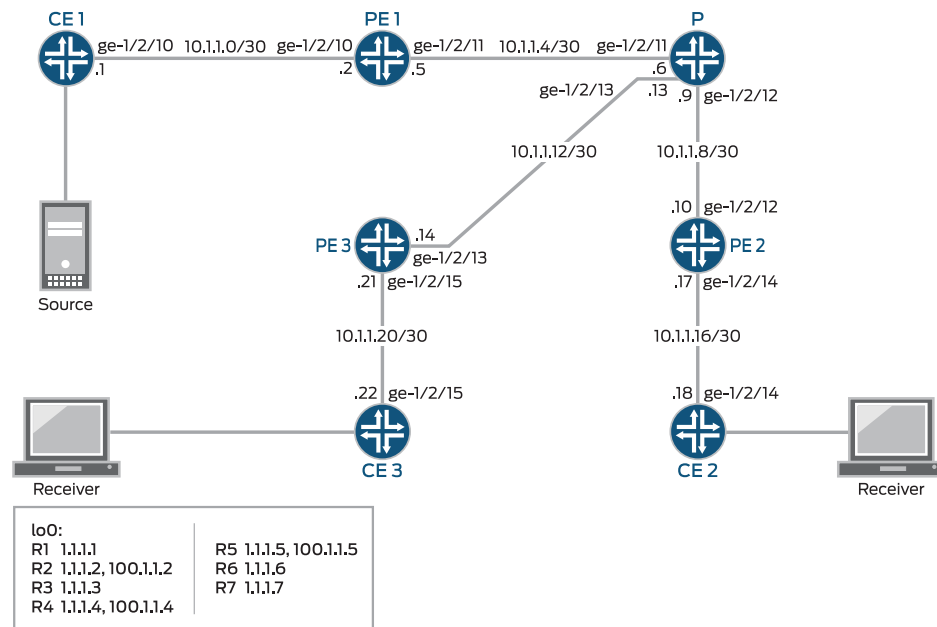 CE 1
PE 1
P
ge-1/2/10
10.1.1.0/30
ge-1/2/10
ge-1/2/11
10.1.1.4/30
ge-1/2/11
.1
.2
.5
.6
ge-1/2/13
.13
.9
ge-1/2/12
10.1.1.12/30
10.1.1.8/30
.10
ge-1/2/12
PE 3
.14
ge-1/2/13
PE 2
.21
ge-1/2/15
.17
ge-1/2/14
Source
10.1.1.20/30
10.1.1.16/30
.22
ge-1/2/15
.18
ge-1/2/14
CE 3
CE 2
Receiver
Receiver
lo0:
R1 1.1.1.1
R2 1.1.1.2, 100.1.1.2
R3 1.1.1.3
R4 1.1.1.4, 100.1.1.4
R5 1.1.1.5, 100.1.1.5
R6 1.1.1.6
R7 1.1.1.7